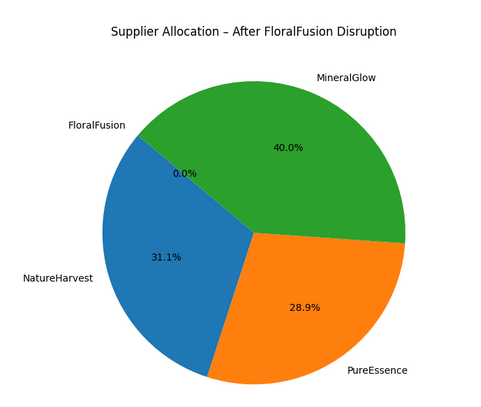 Supplier Allocation – After FloralFusion Disruption
MineralGlow
FloralFusion
40.0%
0.0%
31.1%
NatureHarvest
28.9%
PureEssence